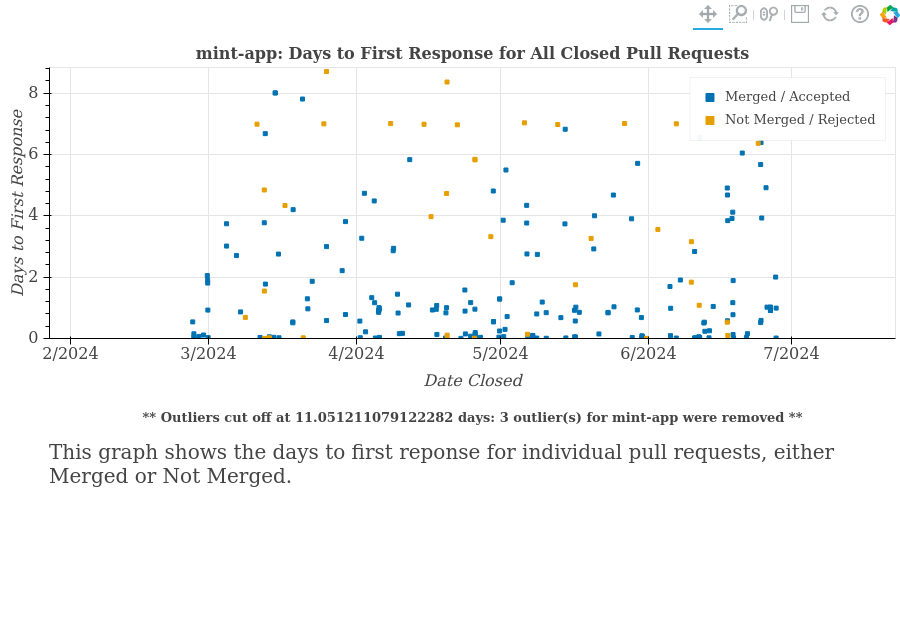 mint-app: Days to First Response for All Closed Pull Requests
Merged / Accepted
Not Merged / Rejected
Days to First Response
8
6
4
2
0
2/2024 3/2024 4/2024 5/2024 6/2024 7/2024
Date Closed
** Outliers cut off at 11.051211079122282 days: 3 outlier(s) for mint-app were removed **
This graph shows the days to first reponse for individual pull requests, either
Merged or Not Merged.